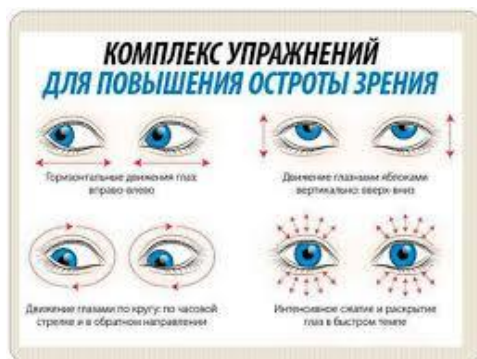 КОМПЛЕКС УПРАЖНЕНИЙ
ДЛЯ ПОВЫШЕНИЯ ОСТРОТЫ ЗРЕНИЯ
Горизонтальные движения глаз:
вправо-влево
Движение глазными яблоками
вертикально: вверх-вниз
Движение глазами по кругу: по часовой
стрелке и в обратном направлении
Интенсивное сжатие и раскрытие
глаз в быстром темпе